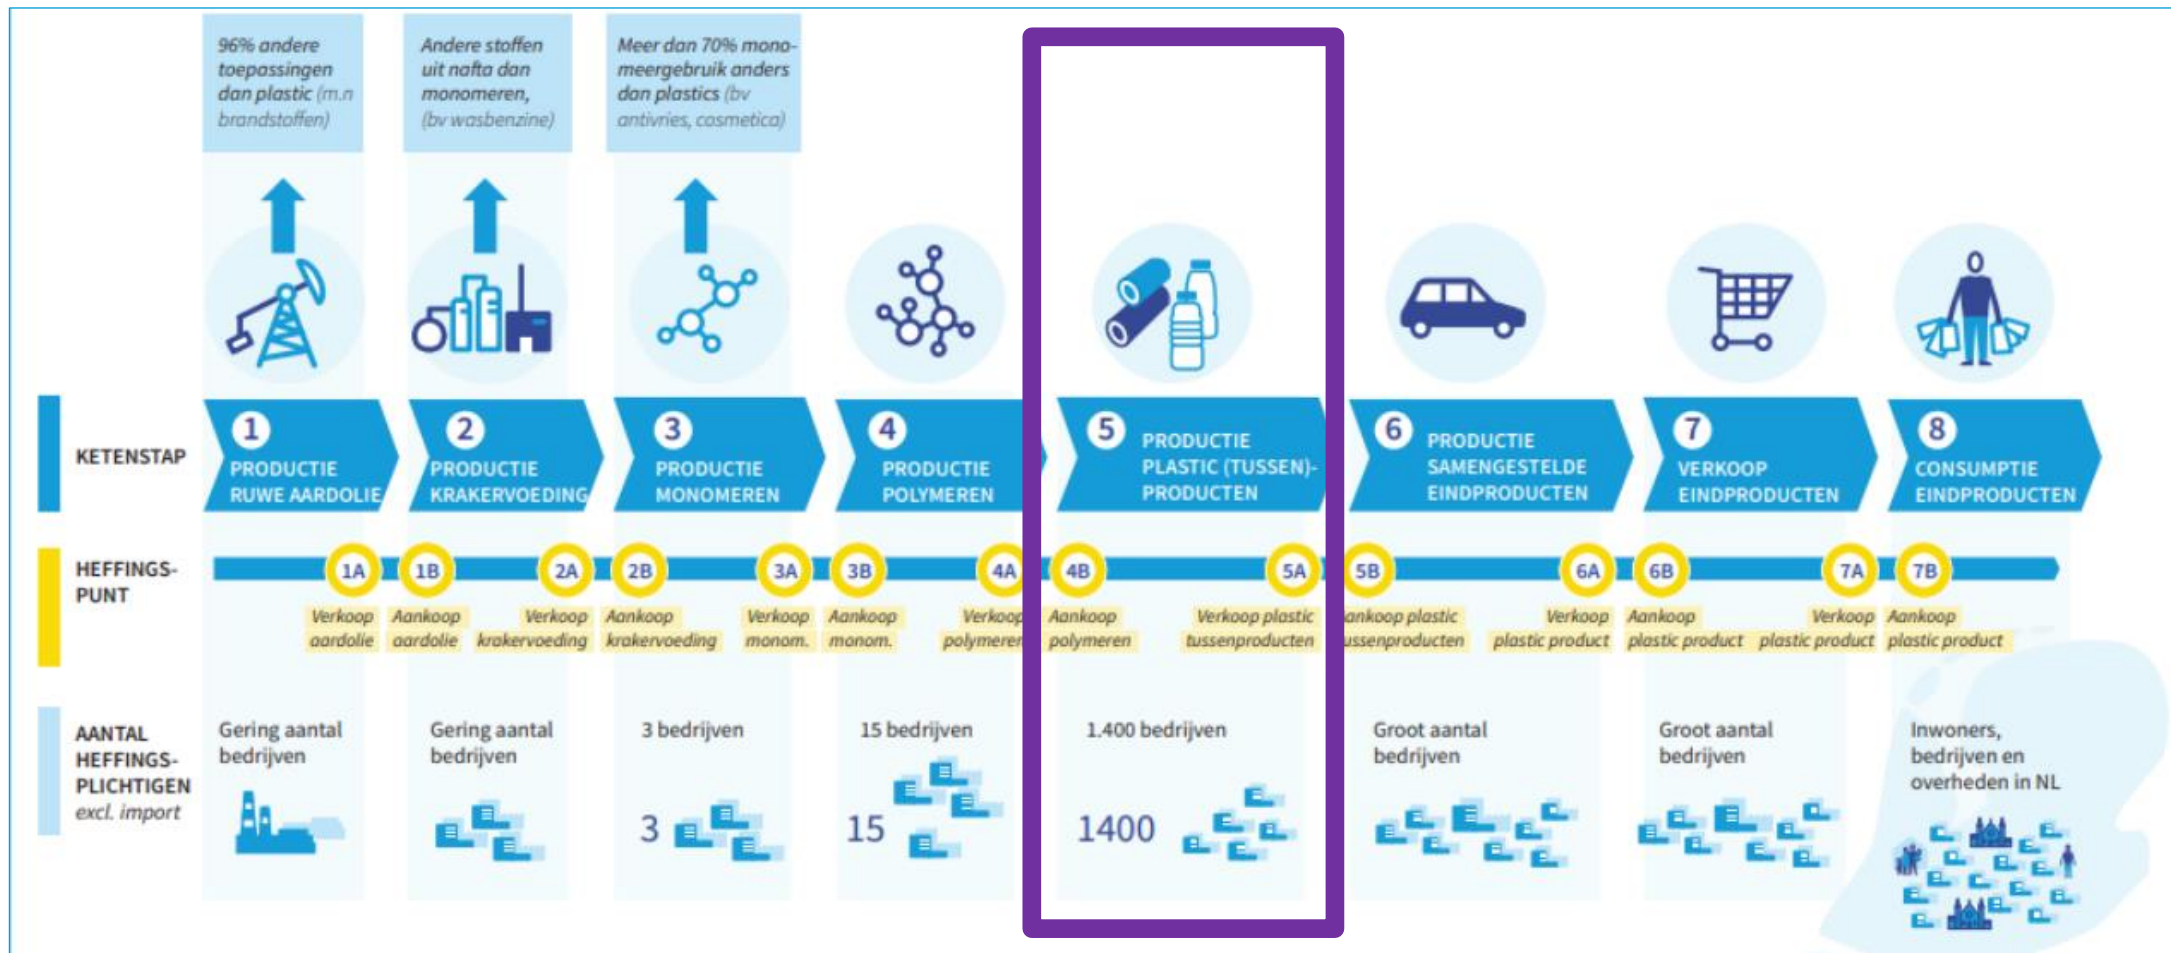 96% andere
toepassingen
dan plastic (m.n
brandstoffen)
Andere stoffen
uit nafta dan
monomeren,
(bv wasbenzine)
Meer dan 70% mono-
meergebruik anders
dan plastics (bv
antivries, cosmetica)
KETENSTAP
1
PRODUCTIE
RUWE AARDOLIE
2
PRODUCTIE
KRAKERVOEDING
3
PRODUCTIE
MONOMEREN
4
PRODUCTIE
POLYMEREN
5
PRODUCTIE
PLASTIC (TUSSEN)-
PRODUCTEN
6
PRODUCTIE
SAMENGESTELDE
EINDPRODUCTEN
7
VERKOOP
EINDPRODUCTEN
8
CONSUMPTIE
EINDPRODUCTEN
HEFFINGS-
PUNT
1A
Verkoop
aardolie
1B
Aankoop
aardolie
2A
Verkoop
krakervoeding
2B
Aankoop
krakervoeding
3A
Verkoop
monom.
3B
Aankoop
monom.
4A
Verkoop
polymeren
4B
Aankoop
polymeren
5A
Verkoop plastic
tussenproducten
5B
ankoop plastic
ussenproducten
6A
Verkoop
plastic product
6B
Aankoop
plastic product
7A
Verkoop
plastic product
7B
Aankoop
plastic product
AANTAL
HEFFINGS-
PLICHTIGEN
excl. import
Gering aantal
bedrijven
Gering aantal
bedrijven
3 bedrijven
3
15 bedrijven
15
1.400 bedrijven
1400
Groot aantal
bedrijven
Groot aantal
bedrijven
Inwoners,
bedrijven en
overheden in NL